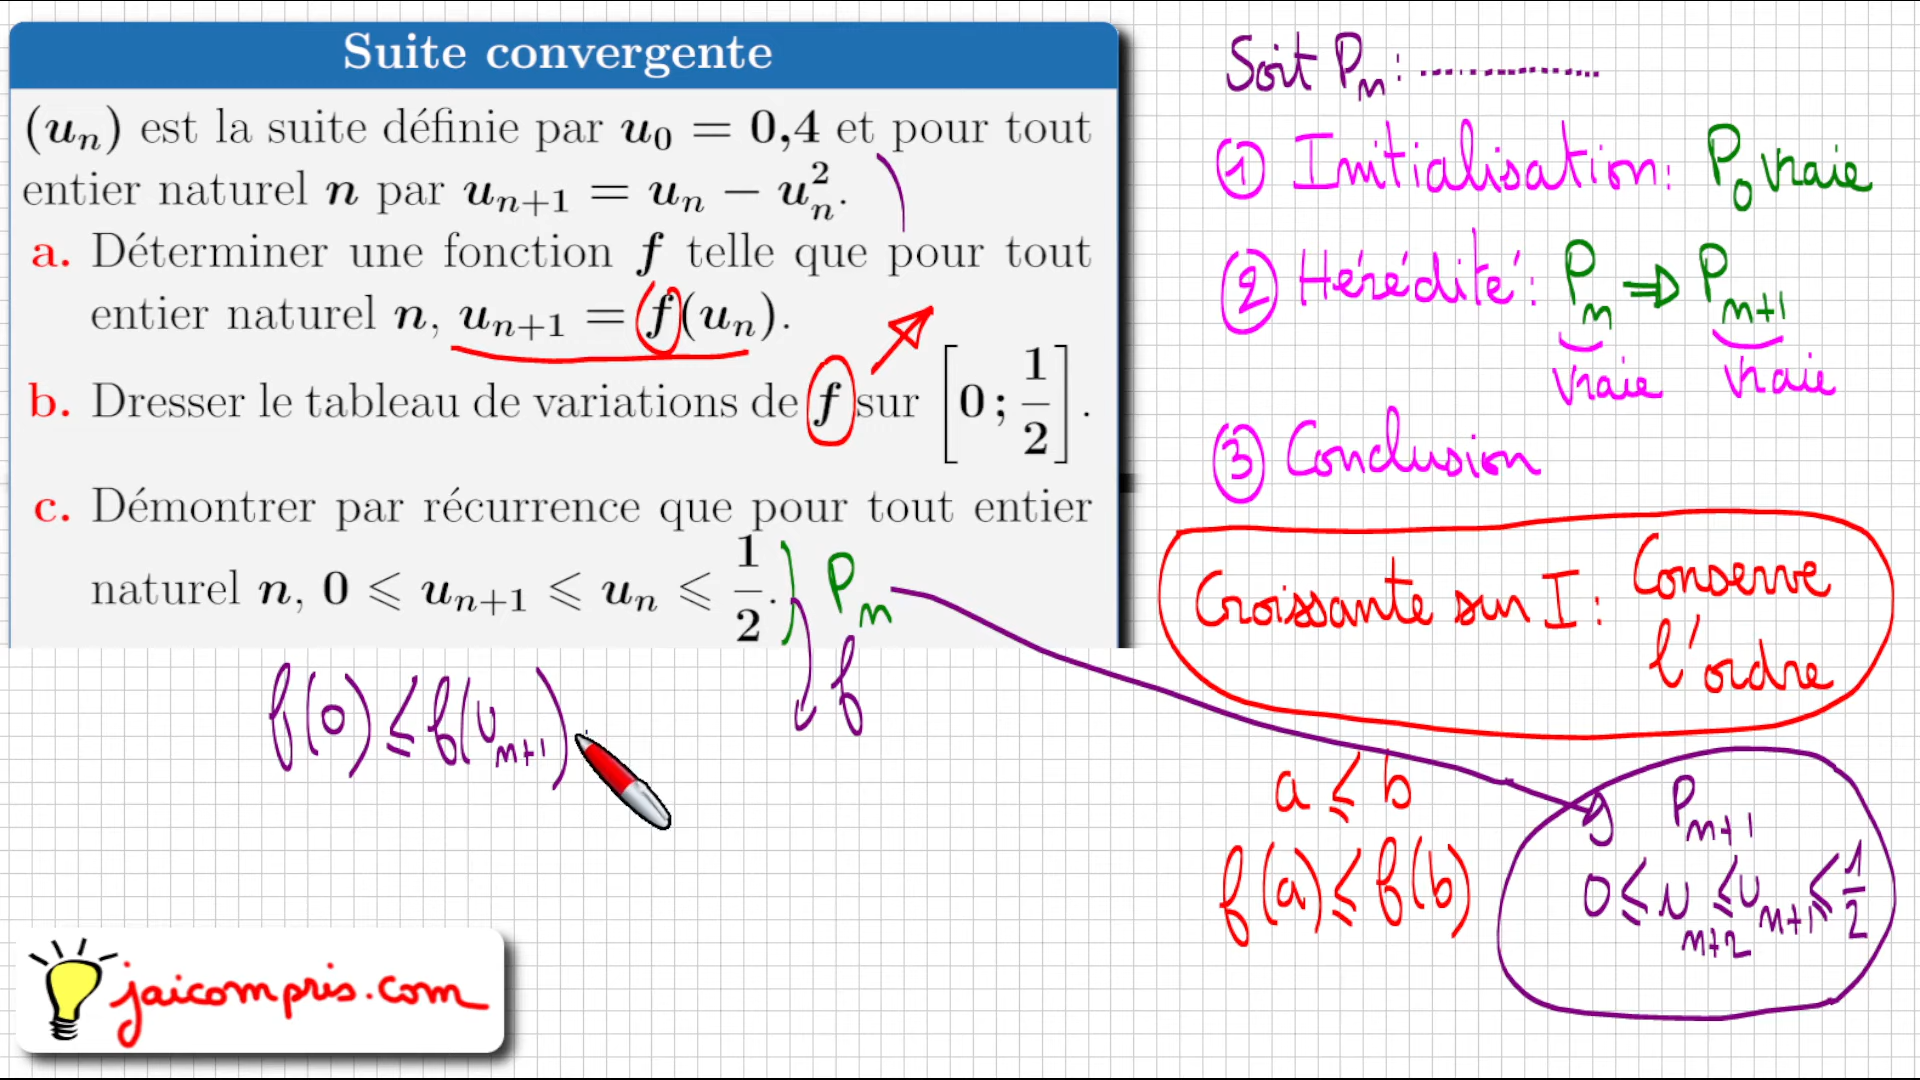 Suite convergente
(uₙ) est la suite définie par u₀ = 0,4 et pour tout
entier naturel n par uₙ₊₁ = uₙ − uₙ².
a. Déterminer une fonction f telle que pour tout
entier naturel n, uₙ₊₁ = f(uₙ).
b. Dresser le tableau de variations de f sur [0 ; 1/2].
c. Démontrer par récurrence que pour tout entier
naturel n, 0 ⩽ uₙ₊₁ ⩽ uₙ ⩽ 1/2.
Pₙ
f
f(0) ≤ f(uₙ₊₁)
jaicompris.com
Soit Pₙ : ..............
① Initialisation : P₀ vraie
② Hérédité : Pₙ ⇒ Pₙ₊₁
vraie vraie
③ Conclusion
Croissante sur I : Conserve
l'ordre
a ≤ b
f(a) ≤ f(b)
Pₙ₊₁
0 ≤ uₙ₊₂ ≤ uₙ₊₁ ≤ 1/2